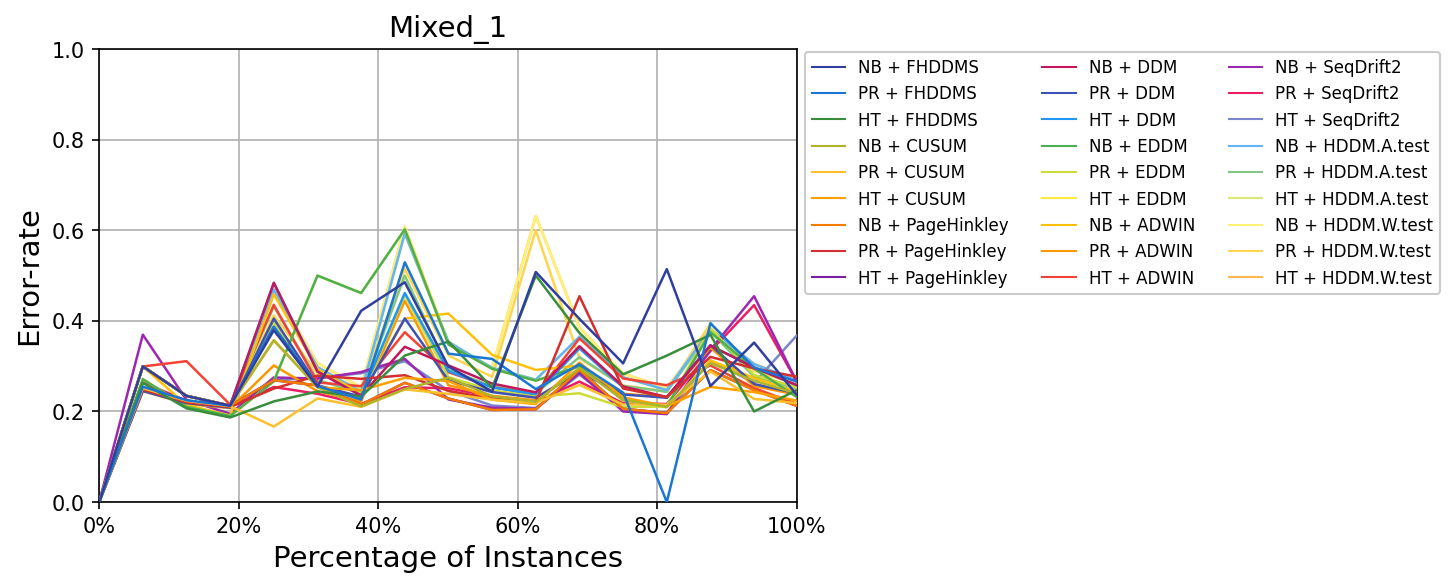 Mixed_1
1.0
0.8
0.6
0.4
0.2
0.0
Error-rate
0% 20% 40% 60% 80% 100%
Percentage of Instances
NB + FHDDMS
PR + FHDDMS
HT + FHDDMS
NB + CUSUM
PR + CUSUM
HT + CUSUM
NB + PageHinkley
PR + PageHinkley
HT + PageHinkley
NB + DDM
PR + DDM
HT + DDM
NB + EDDM
PR + EDDM
HT + EDDM
NB + ADWIN
PR + ADWIN
HT + ADWIN
NB + SeqDrift2
PR + SeqDrift2
HT + SeqDrift2
NB + HDDM.A.test
PR + HDDM.A.test
HT + HDDM.A.test
NB + HDDM.W.test
PR + HDDM.W.test
HT + HDDM.W.test